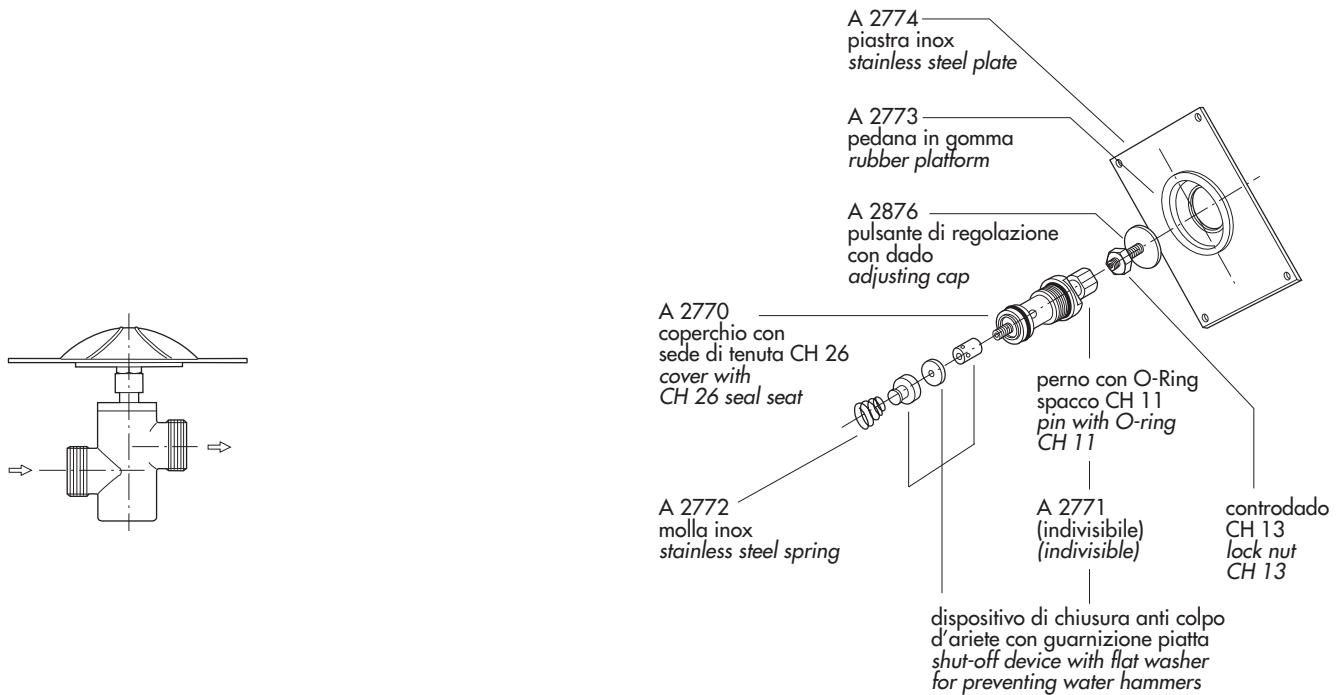 A 2774
piastra inox
stainless steel plate
A 2773
pedana in gomma
rubber platform
A 2876
pulsante di regolazione
con dado
adjusting cap
A 2770
coperchio con
sede di tenuta CH 26
cover with
CH 26 seal seat
A 2772
molla inox
stainless steel spring
perno con O-Ring
spacco CH 11
pin with O-ring
CH 11
A 2771
(indivisibile)
(indivisible)
controdado
CH 13
lock nut
CH 13
dispositivo di chiusura anti colpo
d'ariete con guarnizione piatta
shut-off device with flat washer
for preventing water hammers